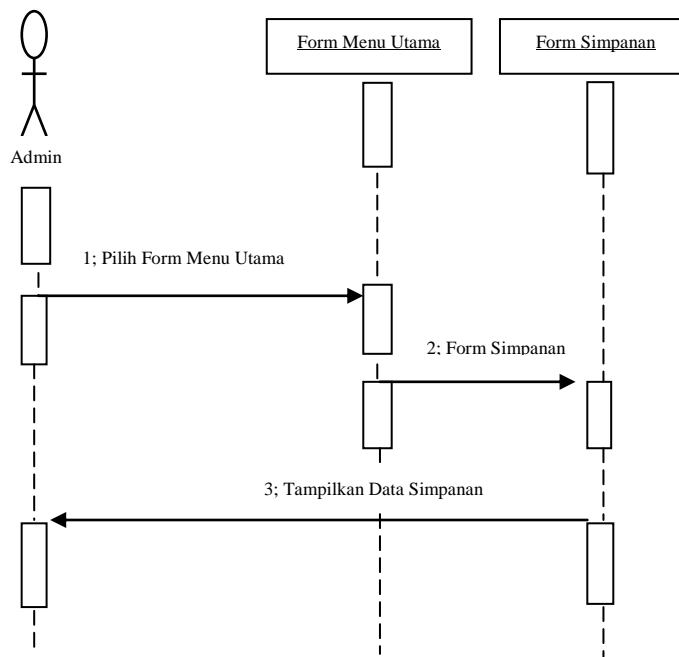 Form Menu Utama
Form Simpanan
Admin
1; Pilih Form Menu Utama
2; Form Simpanan
3; Tampilkan Data Simpanan